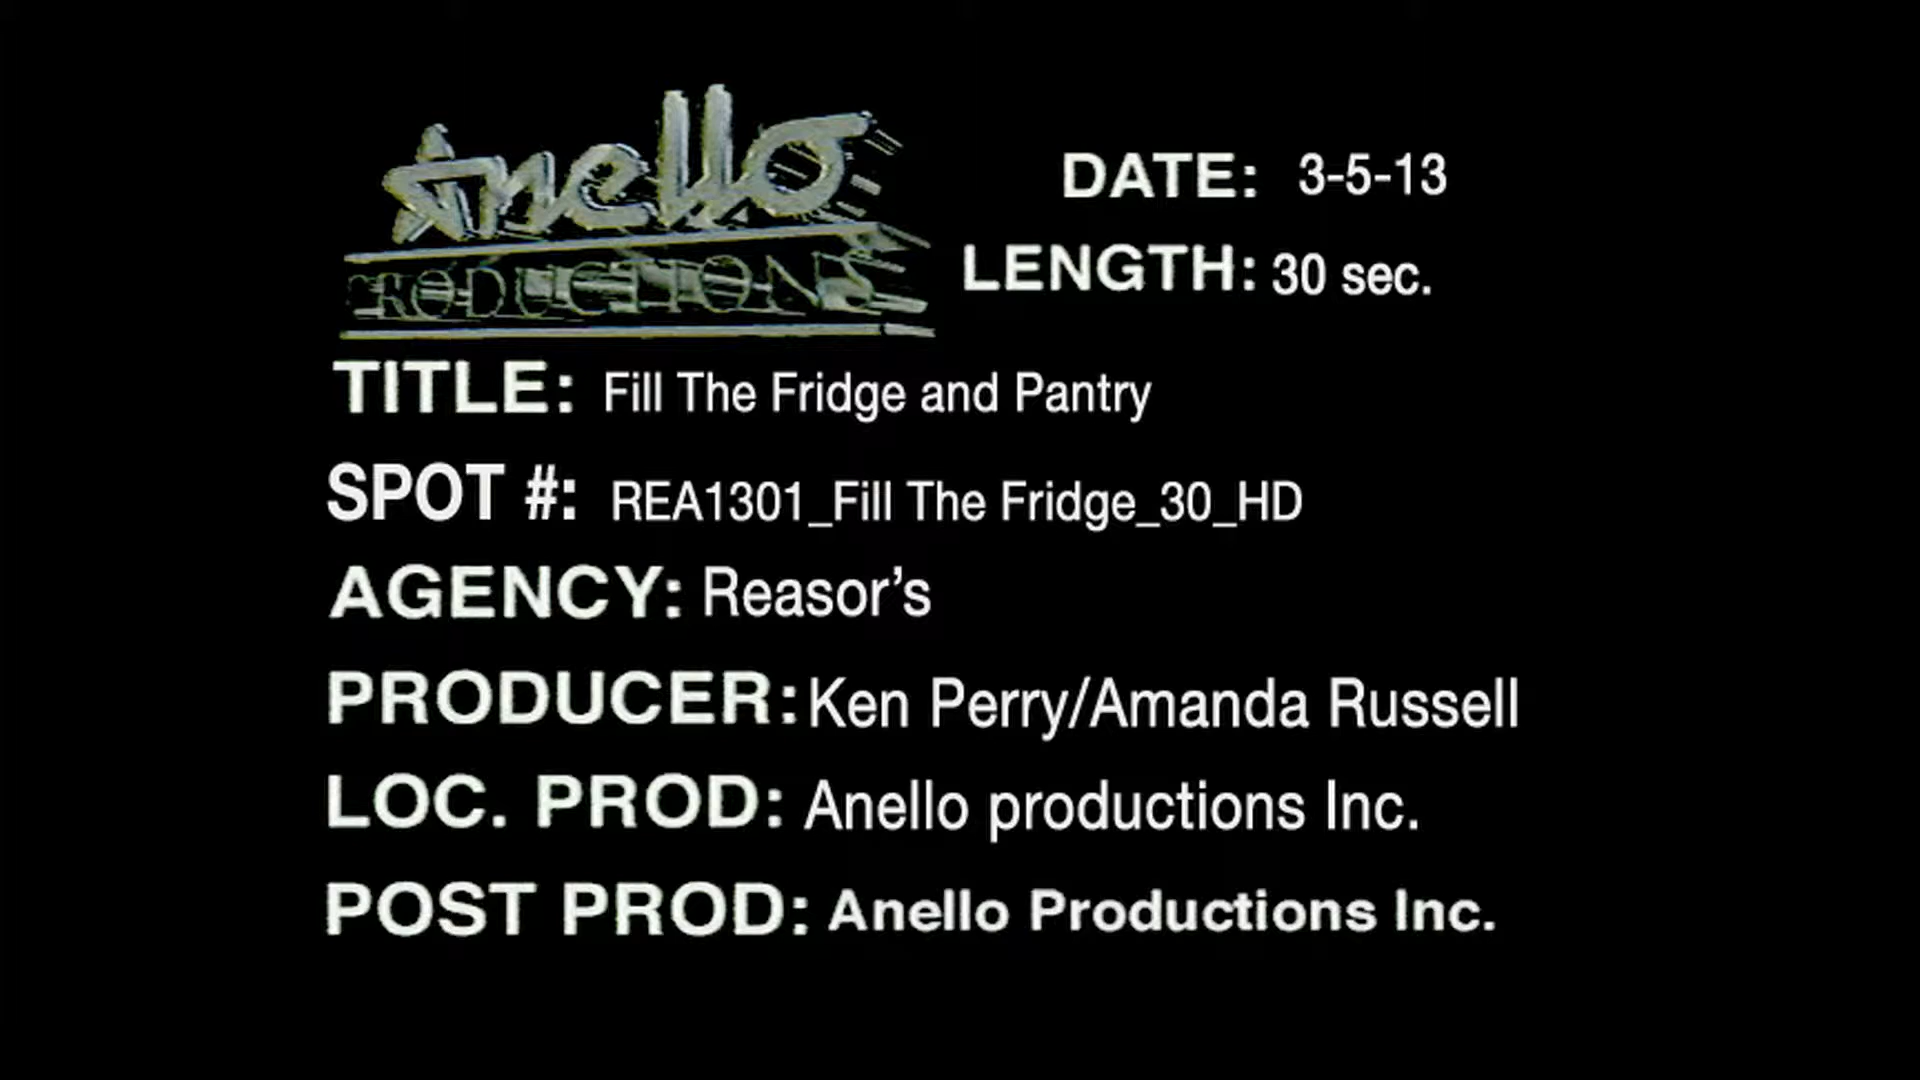 Anello
PRODUCTIONS
DATE: 3-5-13
LENGTH: 30 sec.
TITLE: Fill The Fridge and Pantry
SPOT #: REA1301_Fill The Fridge_30_HD
AGENCY: Reasor’s
PRODUCER: Ken Perry/Amanda Russell
LOC. PROD: Anello productions Inc.
POST PROD: Anello Productions Inc.